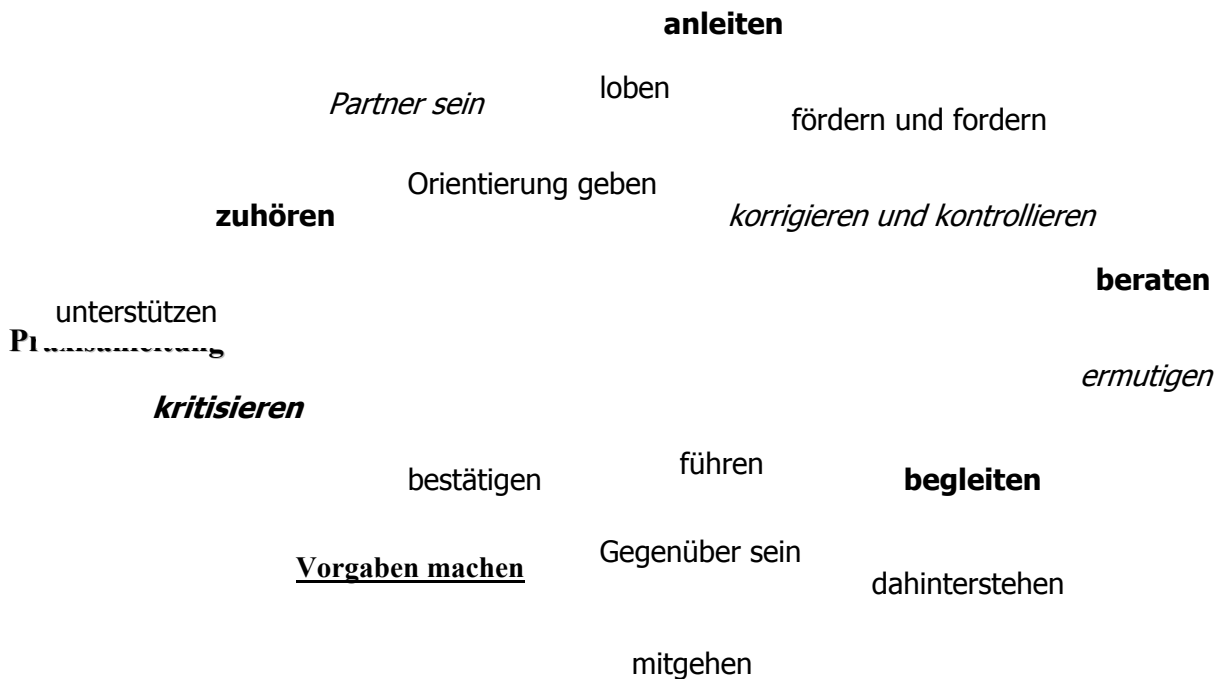 anleiten
loben
Partner sein
fördern und fordern
Orientierung geben
zuhören
korrigieren und kontrollieren
beraten
unterstützen
ermutigen
kritisieren
führen
bestätigen
begleiten
Gegenüber sein
Vorgaben machen
dahinterstehen
mitgehen